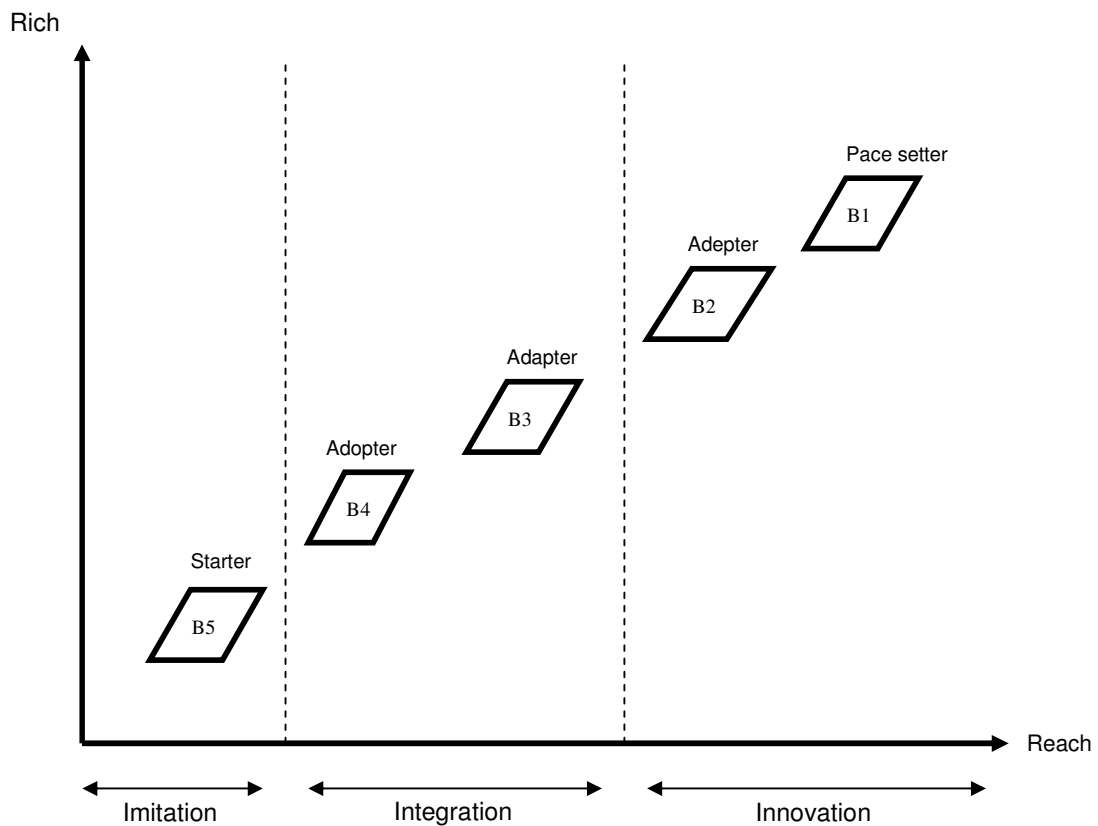 Rich
Pace setter
B1
Adepter
B2
Adapter
B3
Adopter
B4
Starter
B5
Reach
Imitation
Integration
Innovation